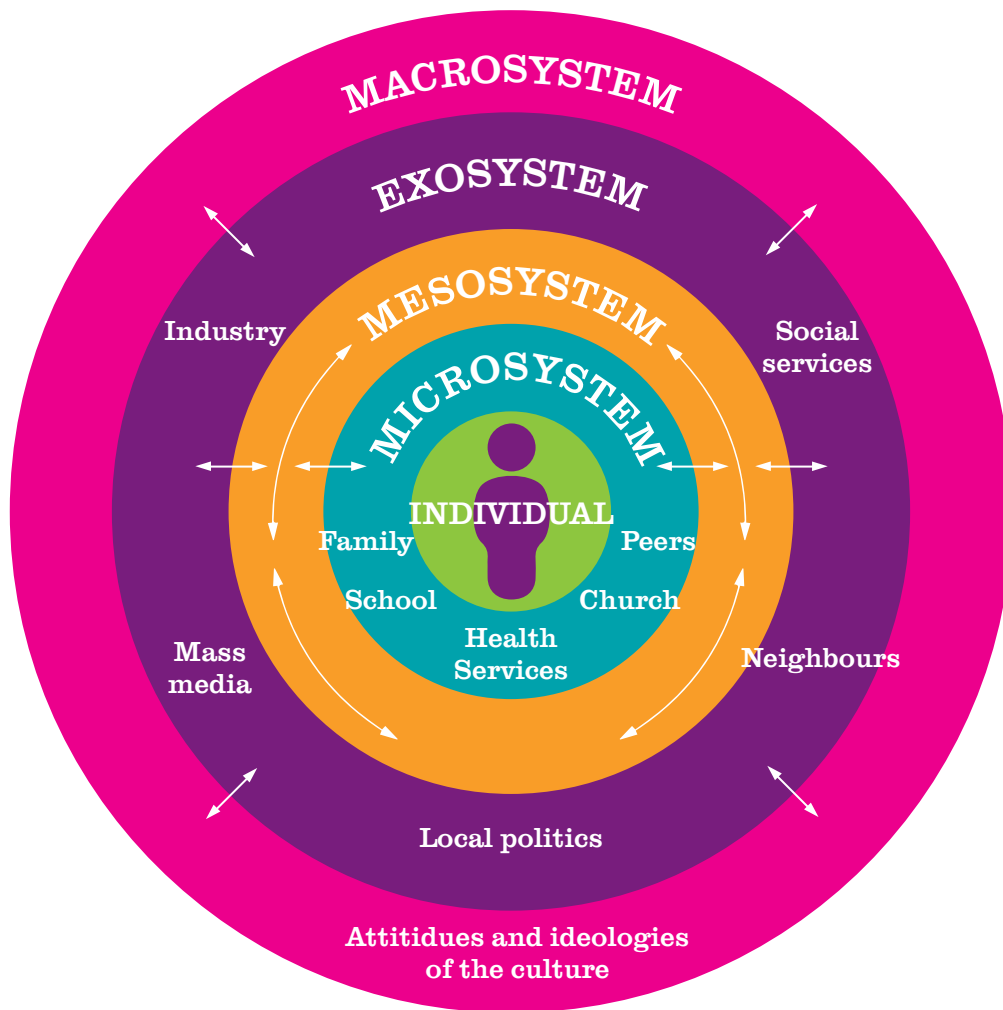 MACROSYSTEM
EXOSYSTEM
MESOSYSTEM
Industry
Social
services
MICROSYSTEM
INDIVIDUAL
Family
Peers
School
Church
Health
Services
Mass
media
Neighbours
Local politics
Attitidues and ideologies
of the culture